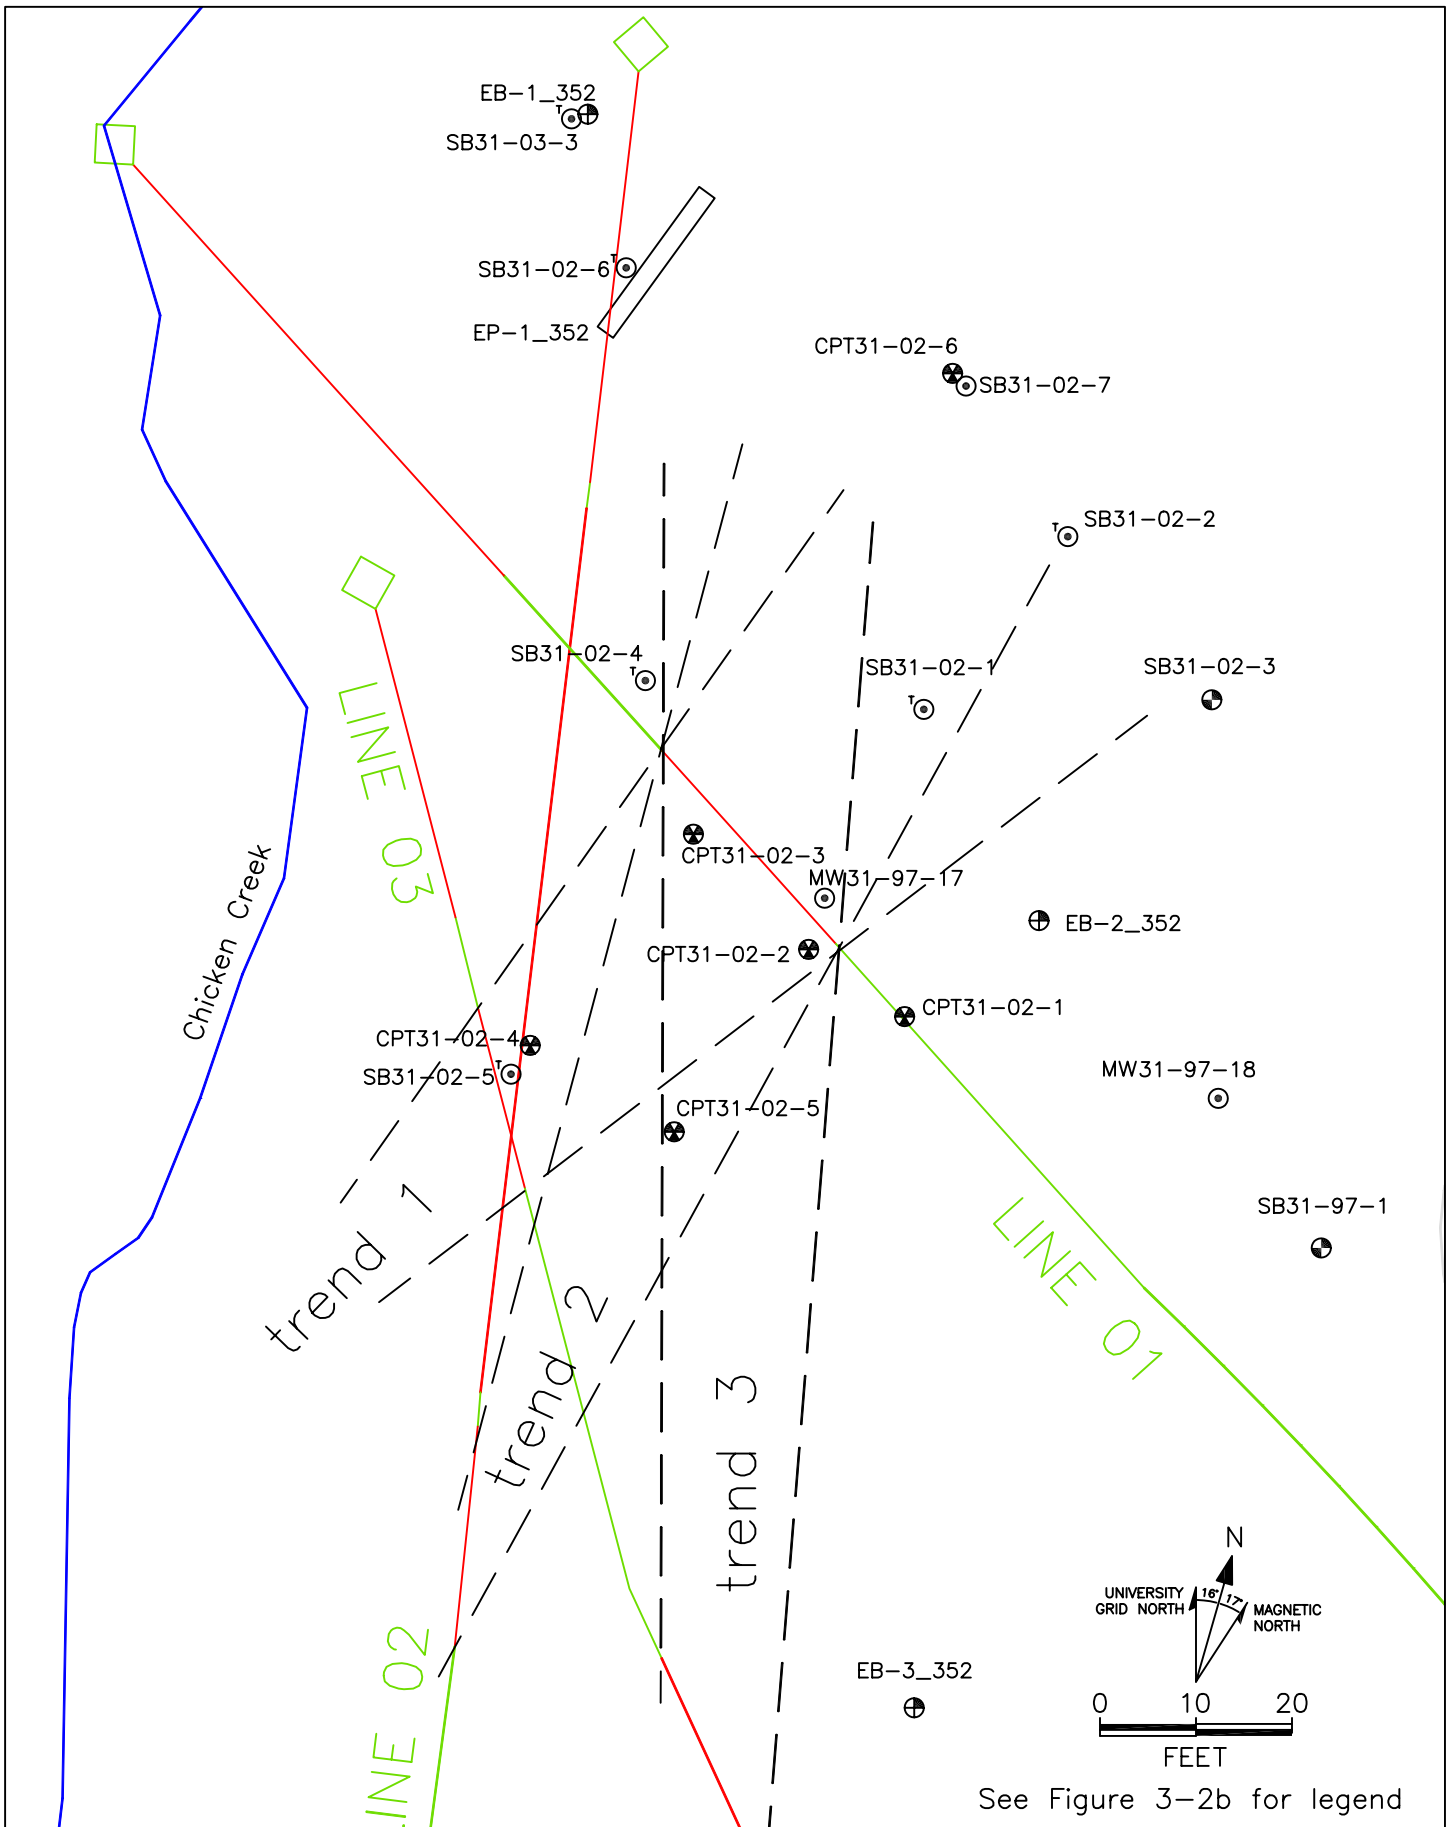 EB-1_352
T
SB31-03-3
T
SB31-02-6
EP-1_352
CPT31-02-6
SB31-02-7
T
SB31-02-2
SB31-02-4
T
SB31-02-1
T
SB31-02-3
LINE 03
CPT31-02-3
MW31-97-17
Chicken Creek
EB-2_352
CPT31-02-2
CPT31-02-1
CPT31-02-4
T
SB31-02-5
MW31-97-18
CPT31-02-5
SB31-97-1
trend 1
LINE 01
trend 2
trend 3
N
UNIVERSITY
GRID NORTH
16°
17°
MAGNETIC
NORTH
LINE 02
EB-3_352
0 10 20
FEET
See Figure 3-2b for legend